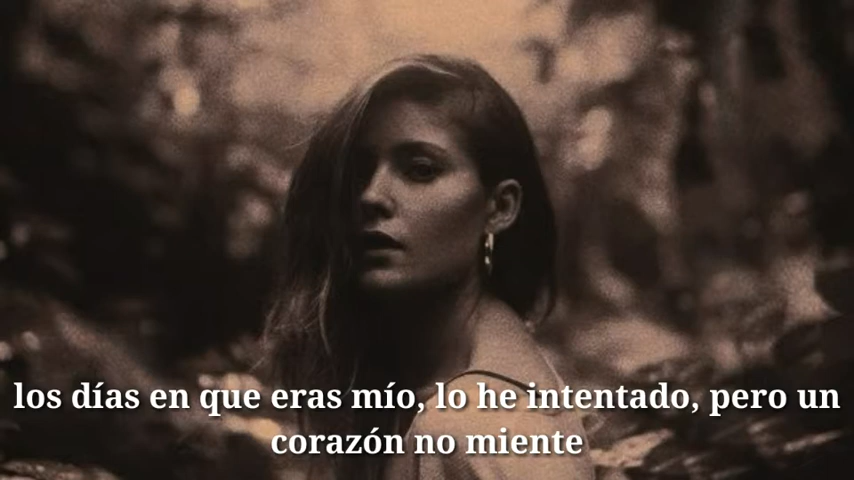 los días en que eras mío, lo he intentado, pero un
corazón no miente